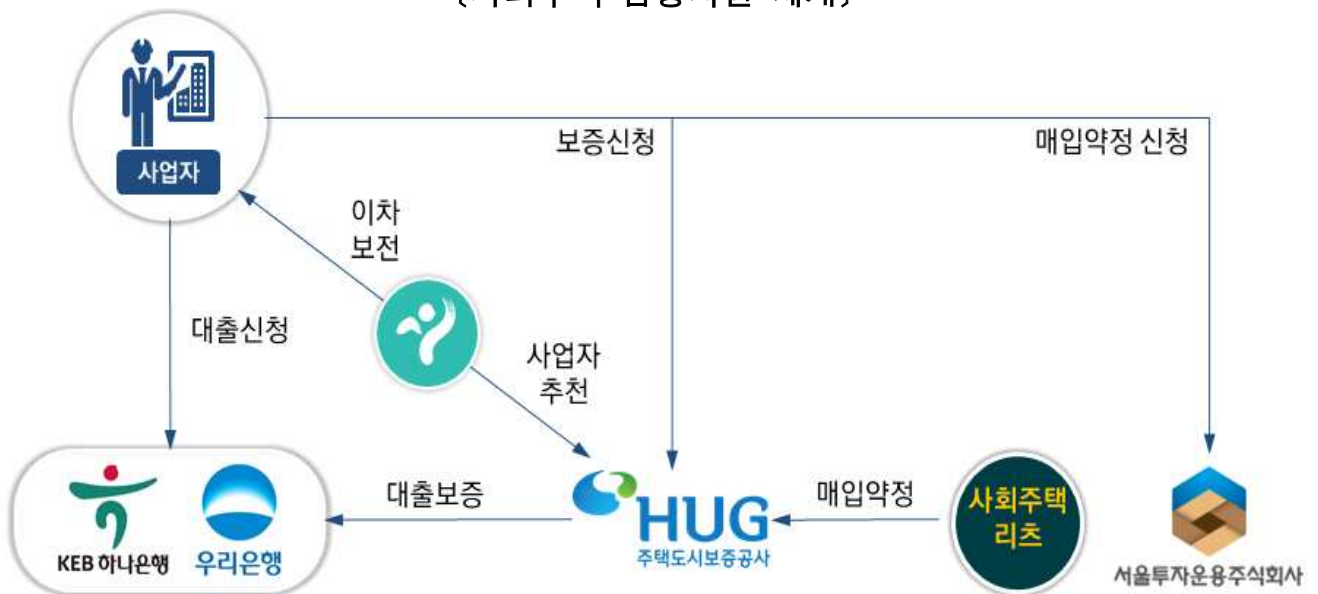 보증신청
매입약정 신청
사업자
이차
보전
대출신청
사업자
추천
대출보증
매입약정
사회주택
리츠
HUG
주택도시보증공사
KEB 하나은행
우리은행
서울투자운용주식회사